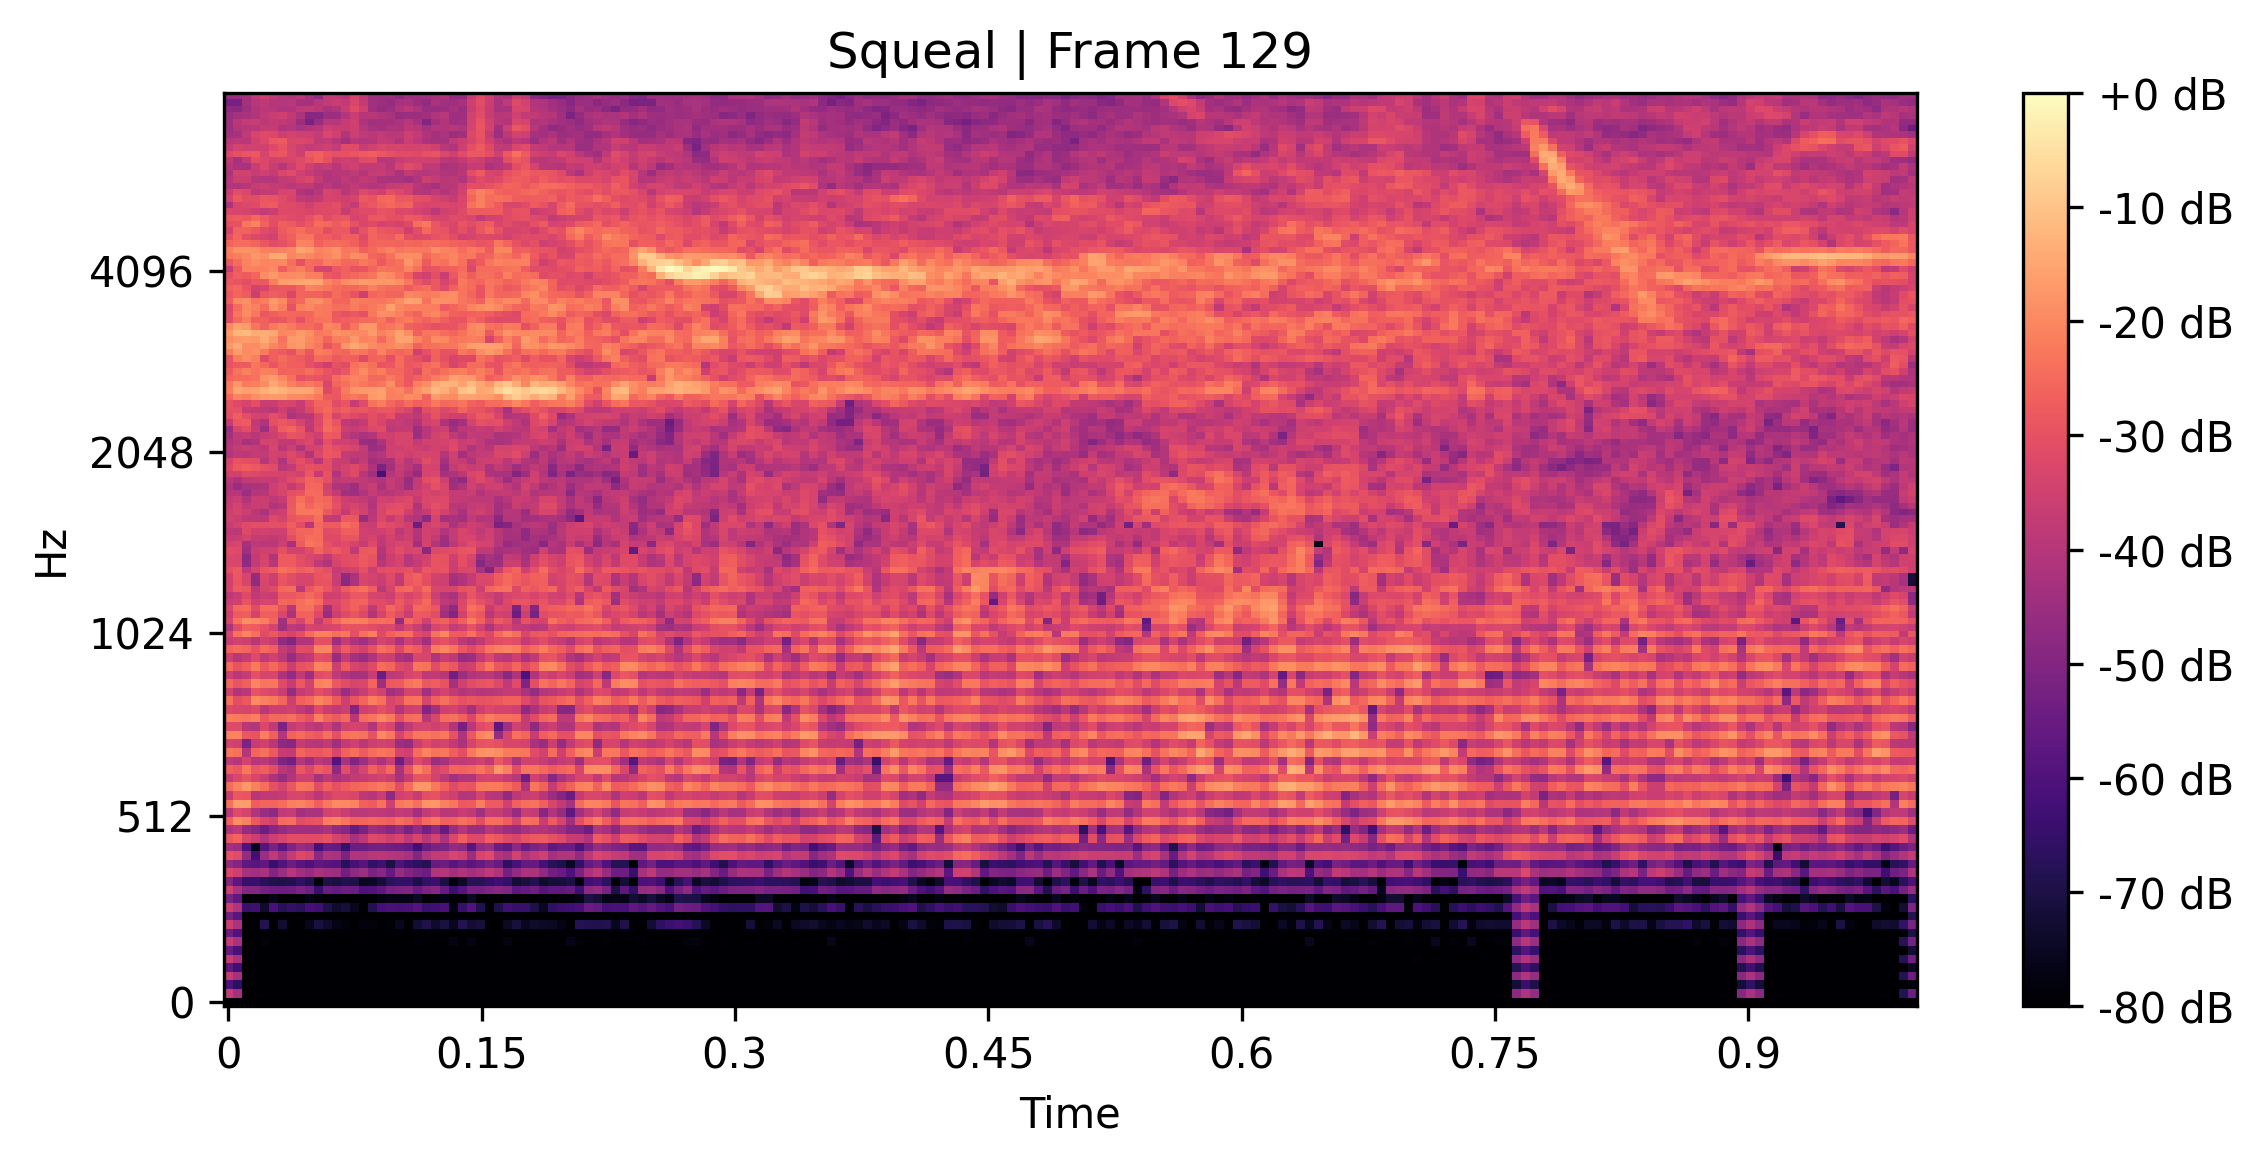 Squeal | Frame 129
+0 dB
-10 dB
-20 dB
-30 dB
-40 dB
-50 dB
-60 dB
-70 dB
-80 dB
Hz
4096
2048
1024
512
0
0 0.15 0.3 0.45 0.6 0.75 0.9
Time